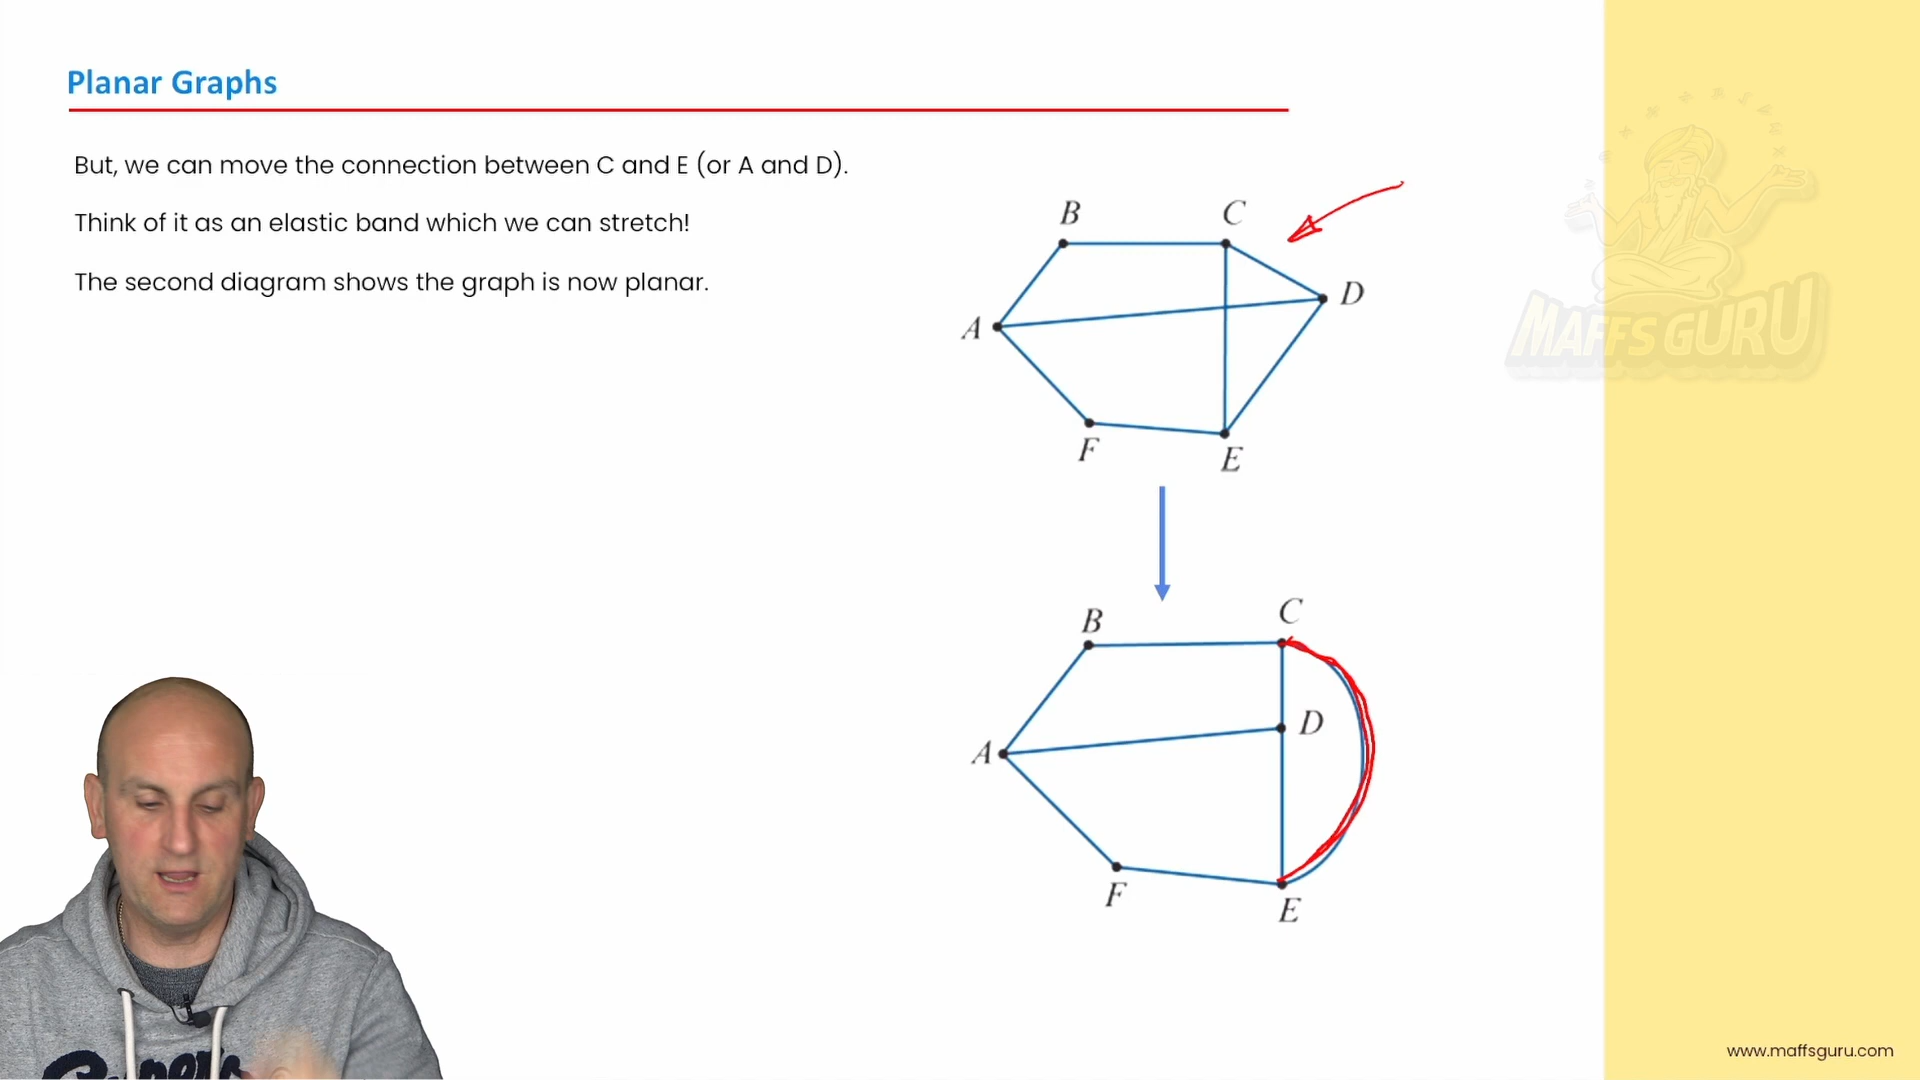 Planar Graphs
But, we can move the connection between C and E (or A and D).
Think of it as an elastic band which we can stretch!
The second diagram shows the graph is now planar.
B
C
D
A
F
E
B
C
D
A
F
E
MAFFS GURU
www.maffsguru.com